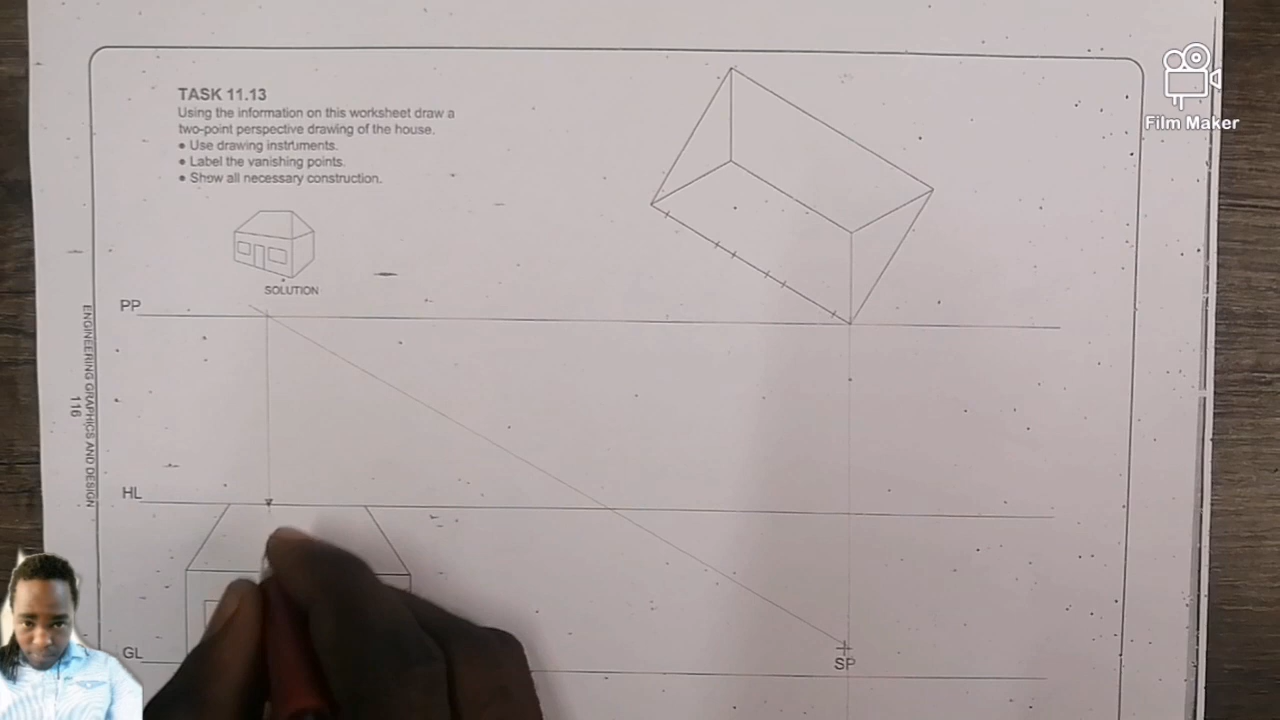 TASK 11.13
Using the information on this worksheet draw a
two-point perspective drawing of the house.
• Use drawing instruments.
• Label the vanishing points.
• Show all necessary construction.
SOLUTION
PP
HL
GL
SP
ENGINEERING GRAPHICS AND DESIGN
116
Film Maker